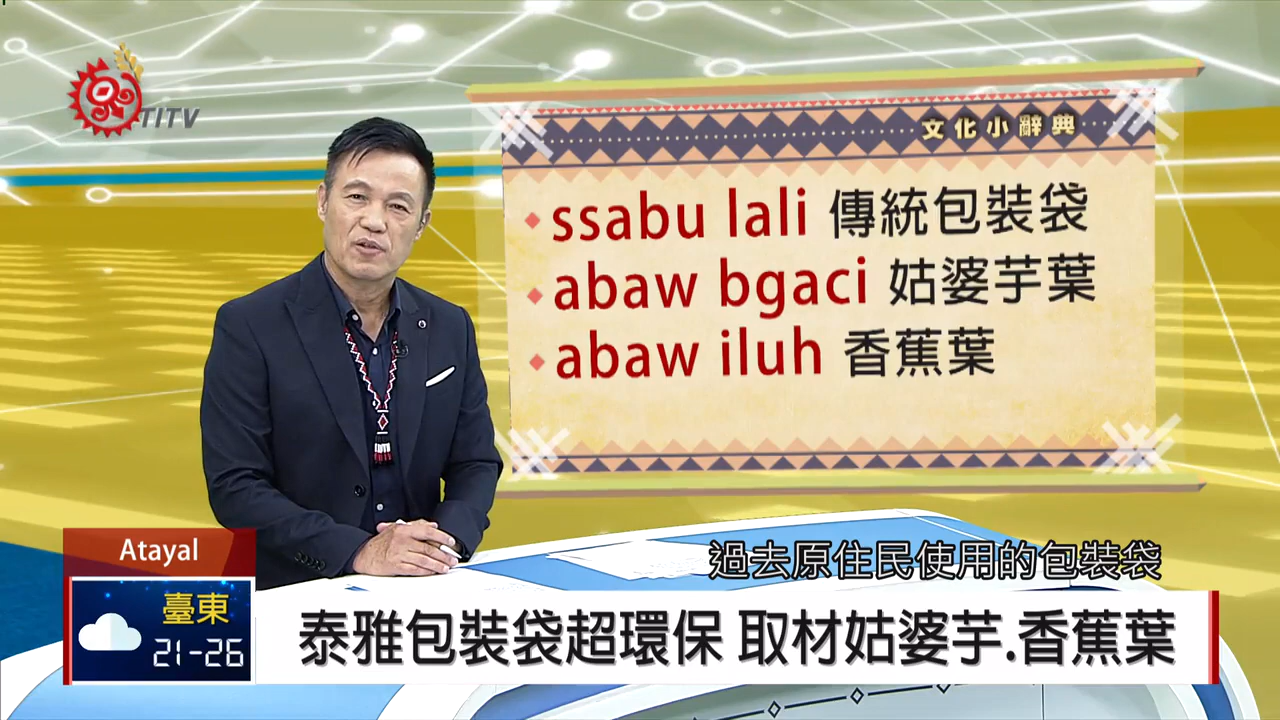 TITV
文化小辭典
ssabu lali 傳統包裝袋
abaw bgaci 姑婆芋葉
abaw iluh 香蕉葉
過去原住民使用的包裝袋
Atayal
臺東
21-26
泰雅包裝袋超環保 取材姑婆芋.香蕉葉